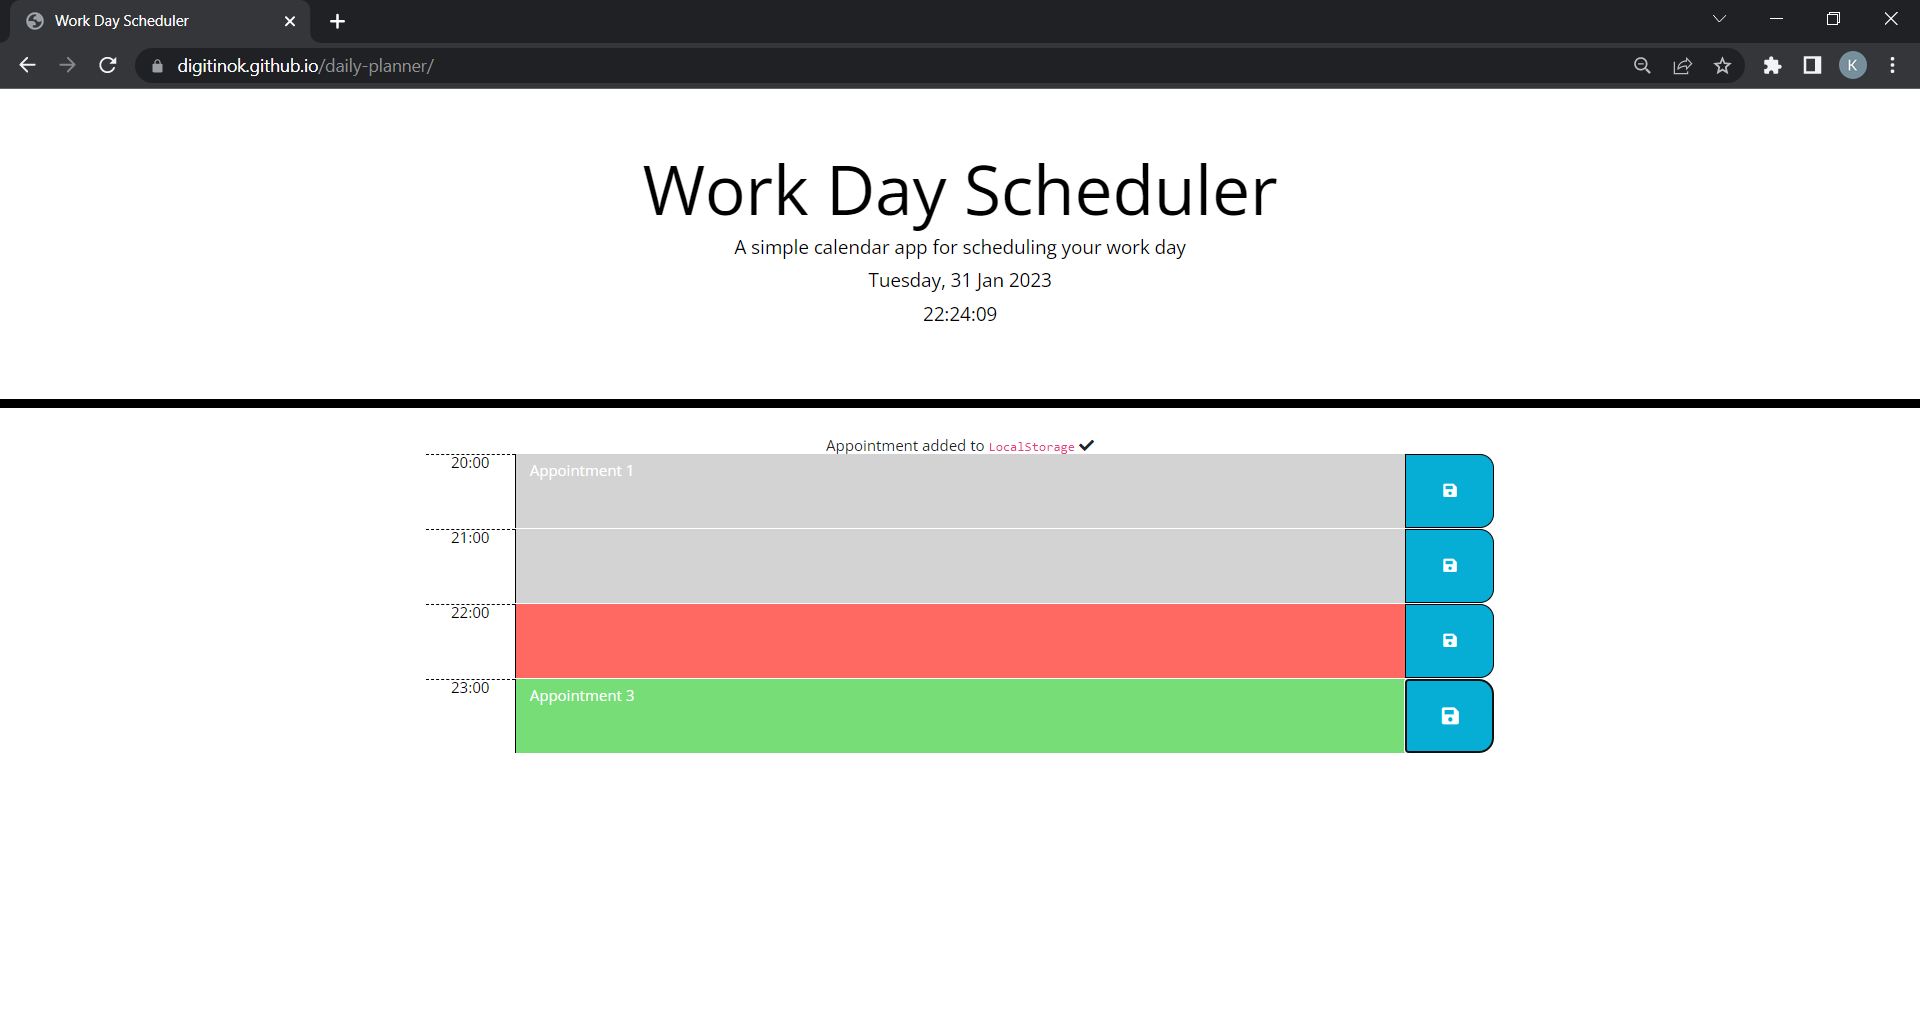 Work Day Scheduler
digitinok.github.io/daily-planner/
K
Work Day Scheduler
A simple calendar app for scheduling your work day
Tuesday, 31 Jan 2023
22:24:09
Appointment added to LocalStorage
20:00
Appointment 1
21:00
22:00
23:00
Appointment 3